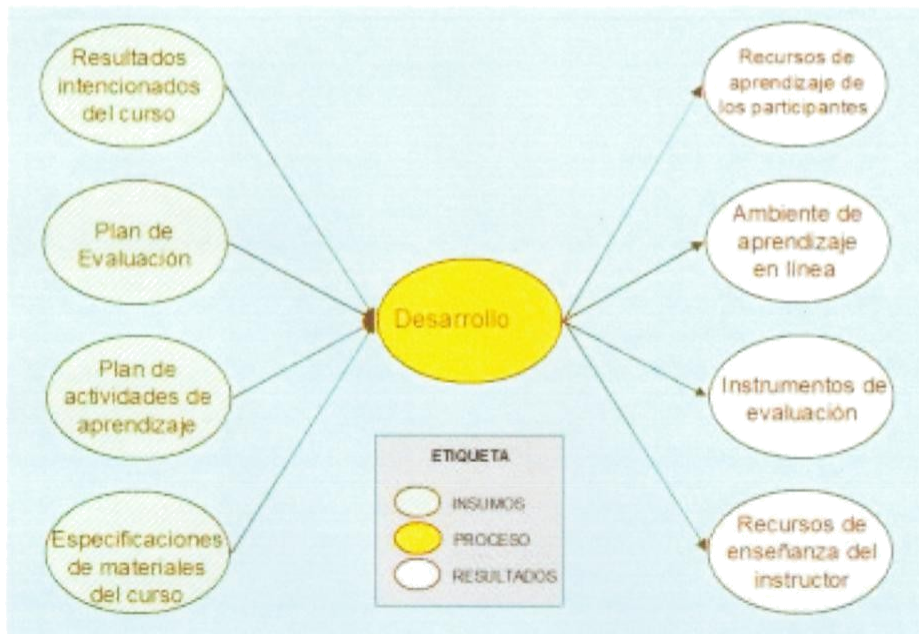 Resultados
intencionados
del curso
Plan de
Evaluación
Plan de
actividades de
aprendizaje
Especificaciones
de materiales
del curso
Desarrollo
Recursos de
aprendizaje de
los participantes
Ambiente de
aprendizaje
en línea
Instrumentos de
evaluación
Recursos de
enseñanza del
instructor
ETIQUETA
INSUMOS
PROCESO
RESULTADOS